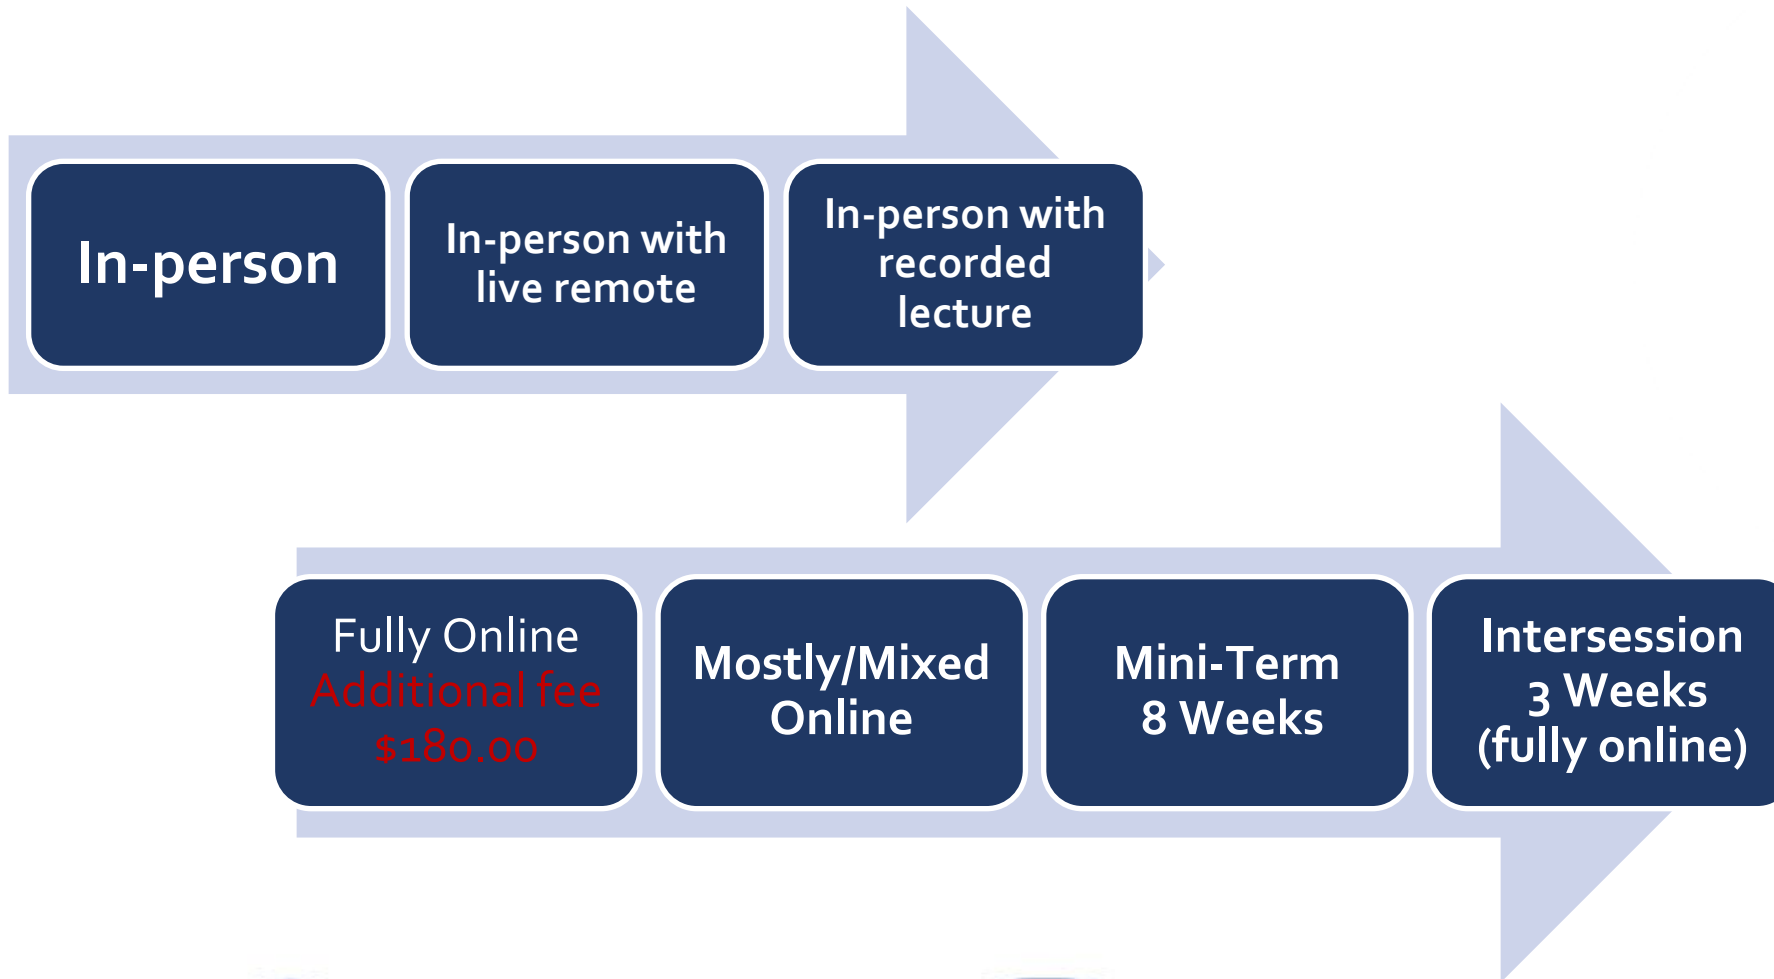 In-person
In-person with
live remote
In-person with
recorded
lecture
Fully Online
Additional fee
$180.00
Mostly/Mixed
Online
Mini-Term
8 Weeks
Intersession
3 Weeks
(fully online)